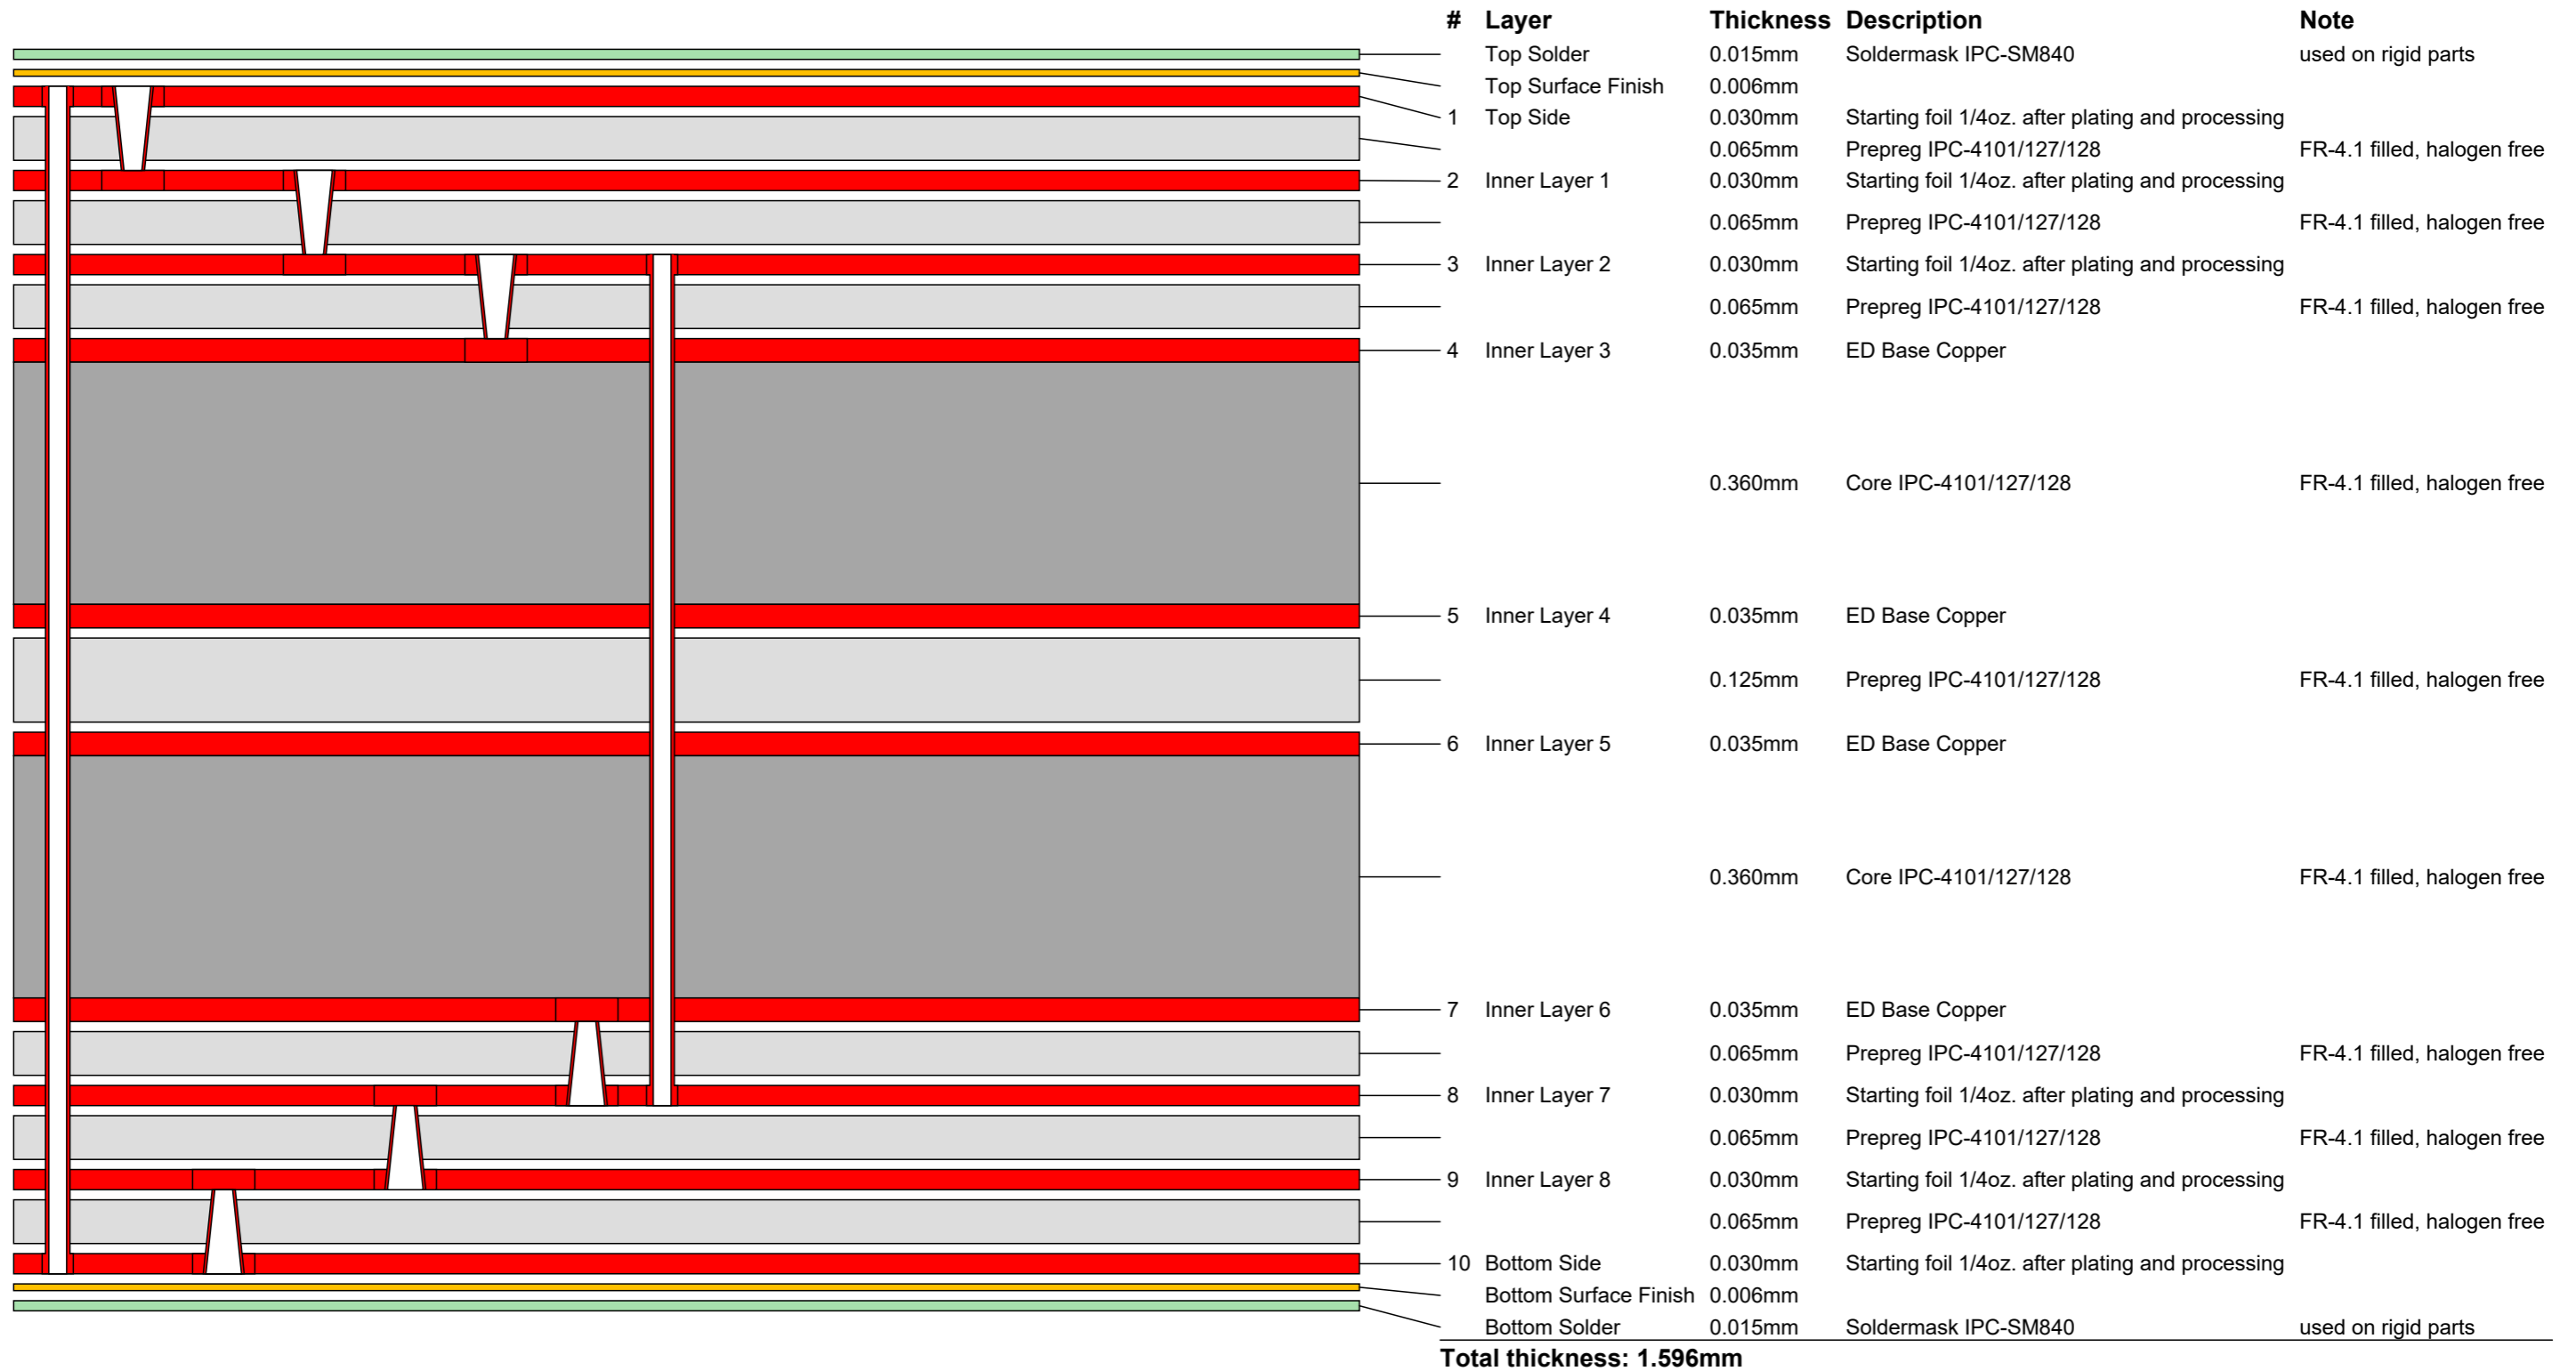 # Layer Thickness Description Note
Top Solder 0.015mm Soldermask IPC-SM840 used on rigid parts
Top Surface Finish 0.006mm
1 Top Side 0.030mm Starting foil 1/4oz. after plating and processing
0.065mm Prepreg IPC-4101/127/128 FR-4.1 filled, halogen free
2 Inner Layer 1 0.030mm Starting foil 1/4oz. after plating and processing
0.065mm Prepreg IPC-4101/127/128 FR-4.1 filled, halogen free
3 Inner Layer 2 0.030mm Starting foil 1/4oz. after plating and processing
0.065mm Prepreg IPC-4101/127/128 FR-4.1 filled, halogen free
4 Inner Layer 3 0.035mm ED Base Copper
0.360mm Core IPC-4101/127/128 FR-4.1 filled, halogen free
5 Inner Layer 4 0.035mm ED Base Copper
0.125mm Prepreg IPC-4101/127/128 FR-4.1 filled, halogen free
6 Inner Layer 5 0.035mm ED Base Copper
0.360mm Core IPC-4101/127/128 FR-4.1 filled, halogen free
7 Inner Layer 6 0.035mm ED Base Copper
0.065mm Prepreg IPC-4101/127/128 FR-4.1 filled, halogen free
8 Inner Layer 7 0.030mm Starting foil 1/4oz. after plating and processing
0.065mm Prepreg IPC-4101/127/128 FR-4.1 filled, halogen free
9 Inner Layer 8 0.030mm Starting foil 1/4oz. after plating and processing
0.065mm Prepreg IPC-4101/127/128 FR-4.1 filled, halogen free
10 Bottom Side 0.030mm Starting foil 1/4oz. after plating and processing
Bottom Surface Finish 0.006mm
Bottom Solder 0.015mm Soldermask IPC-SM840 used on rigid parts
Total thickness: 1.596mm